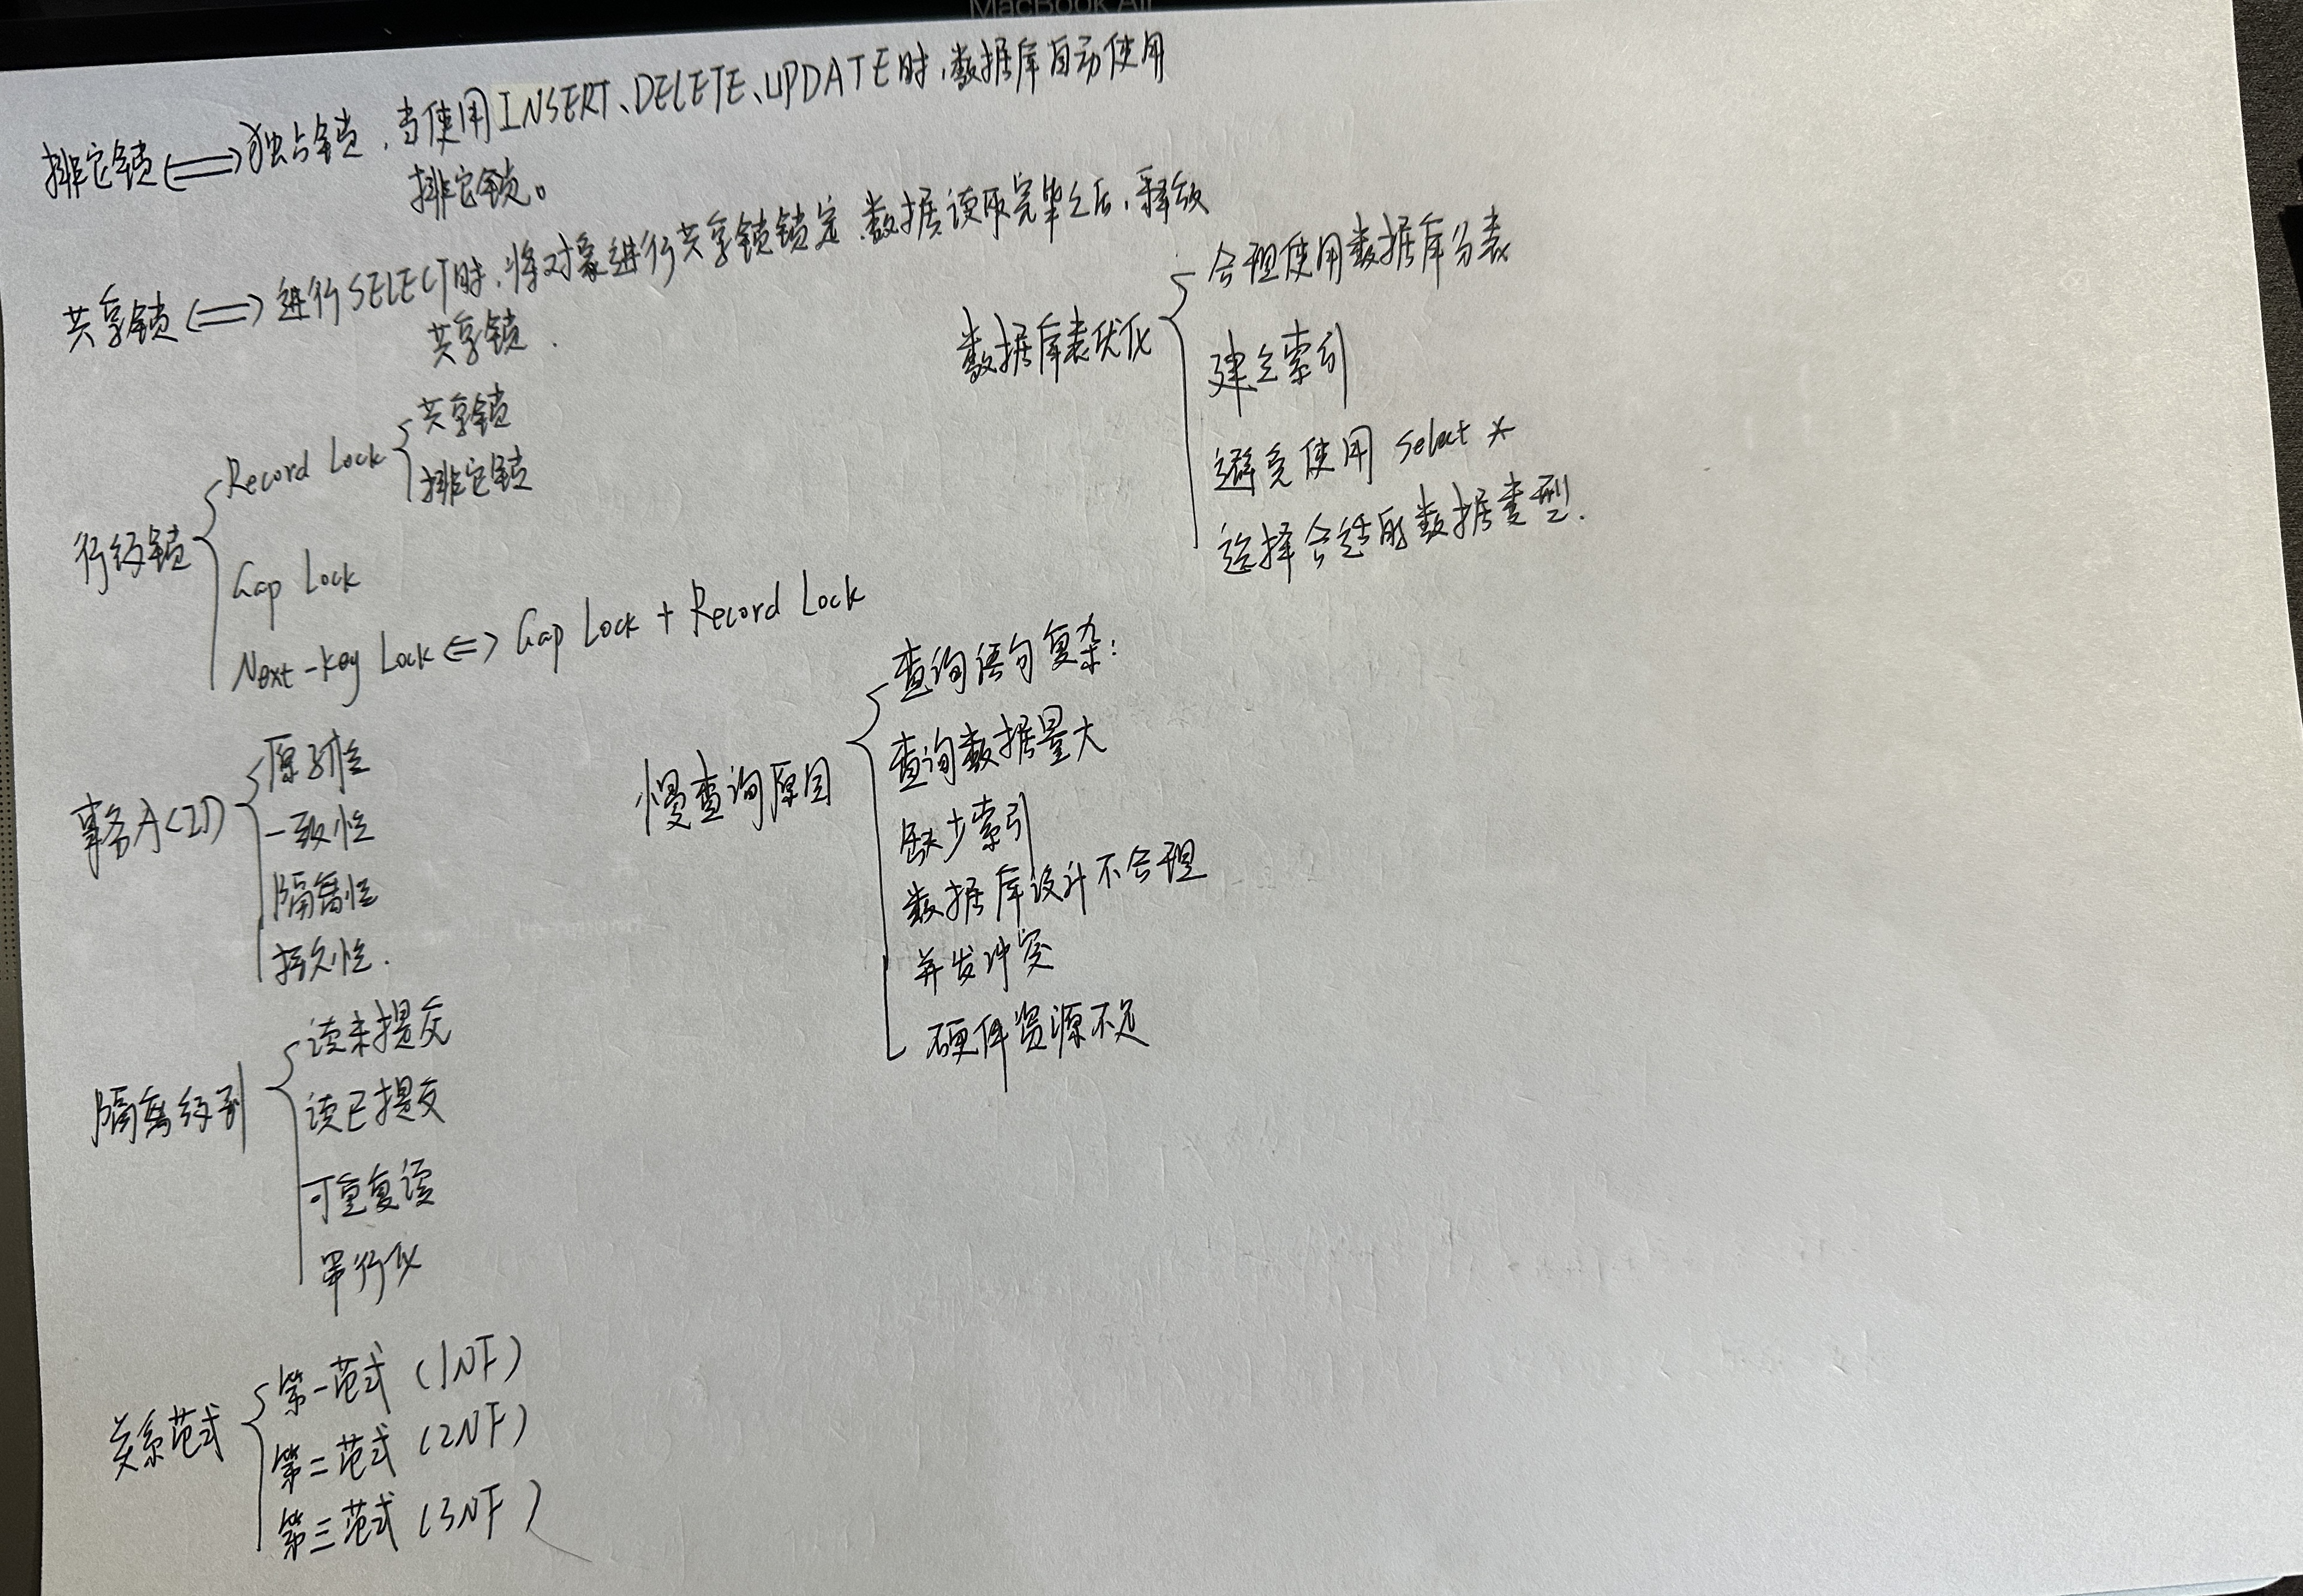 MacBook Air
排它锁<=>独占锁，当使用INSERT、DELETE、UPDATE时，数据库自动使用
排它锁。
共享锁<=>进行SELECT时，将对象进行共享锁锁定，数据读取完毕之后，释放
共享锁.
行级锁
Record Lock
共享锁
排它锁
Gap Lock
Next-key Lock<=>Gap Lock + Record Lock
事务ACID
原子性
一致性
隔离性
持久性.
隔离级别
读未提交
读已提交
可重复读
串行化
关系范式
第一范式 (1NF)
第二范式 (2NF)
第三范式 (3NF)
数据库表优化
合理使用数据库分表
建立索引
避免使用 select *
选择合适的数据类型.
慢查询原因
查询语句复杂:
查询数据量大
缺少索引
数据库设计不合理
并发冲突
硬件资源不足